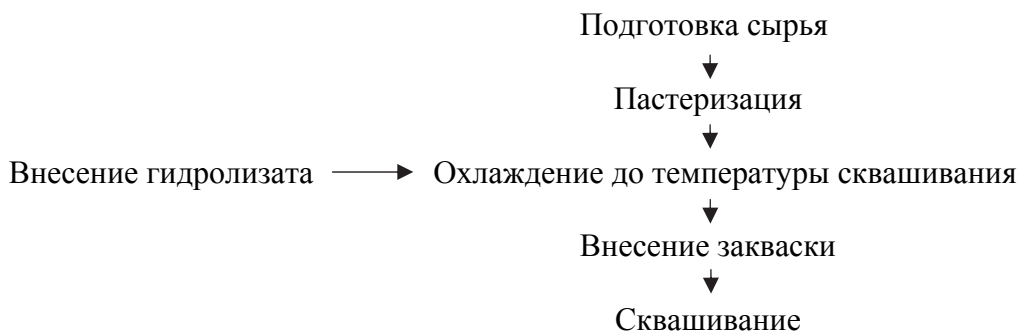 Подготовка сырья
Пастеризация
Внесение гидролизата
Охлаждение до температуры сквашивания
Внесение закваски
Сквашивание